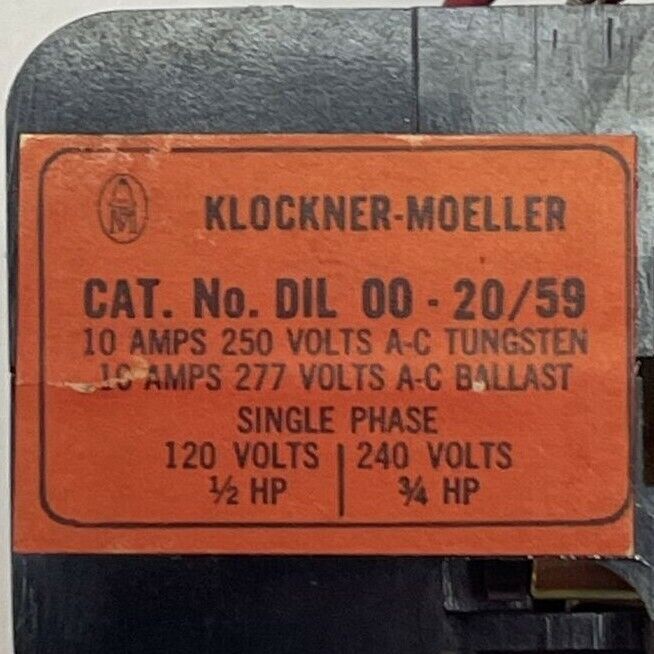 KLOCKNER-MOELLER
CAT. No. DIL 00 - 20/59
10 AMPS 250 VOLTS A-C TUNGSTEN
10 AMPS 277 VOLTS A-C BALLAST
SINGLE PHASE
120 VOLTS | 240 VOLTS
½ HP | ¾ HP